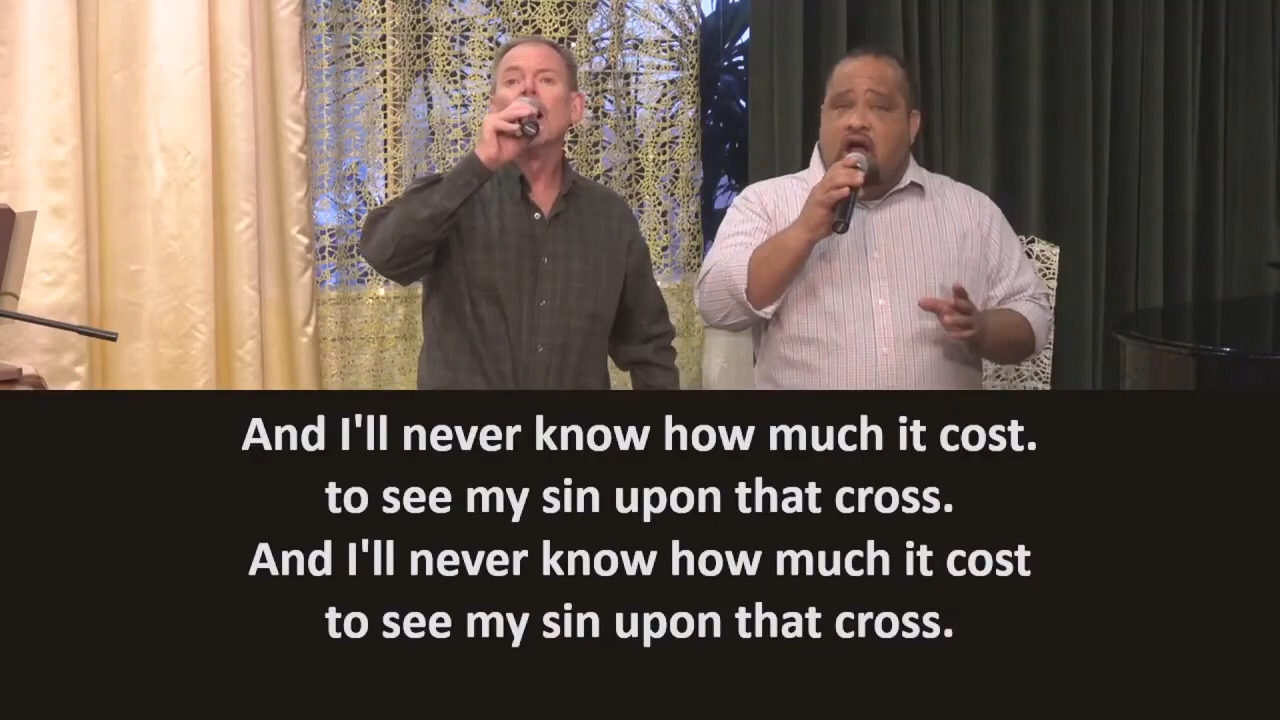 And I'll never know how much it cost.
to see my sin upon that cross.
And I'll never know how much it cost
to see my sin upon that cross.